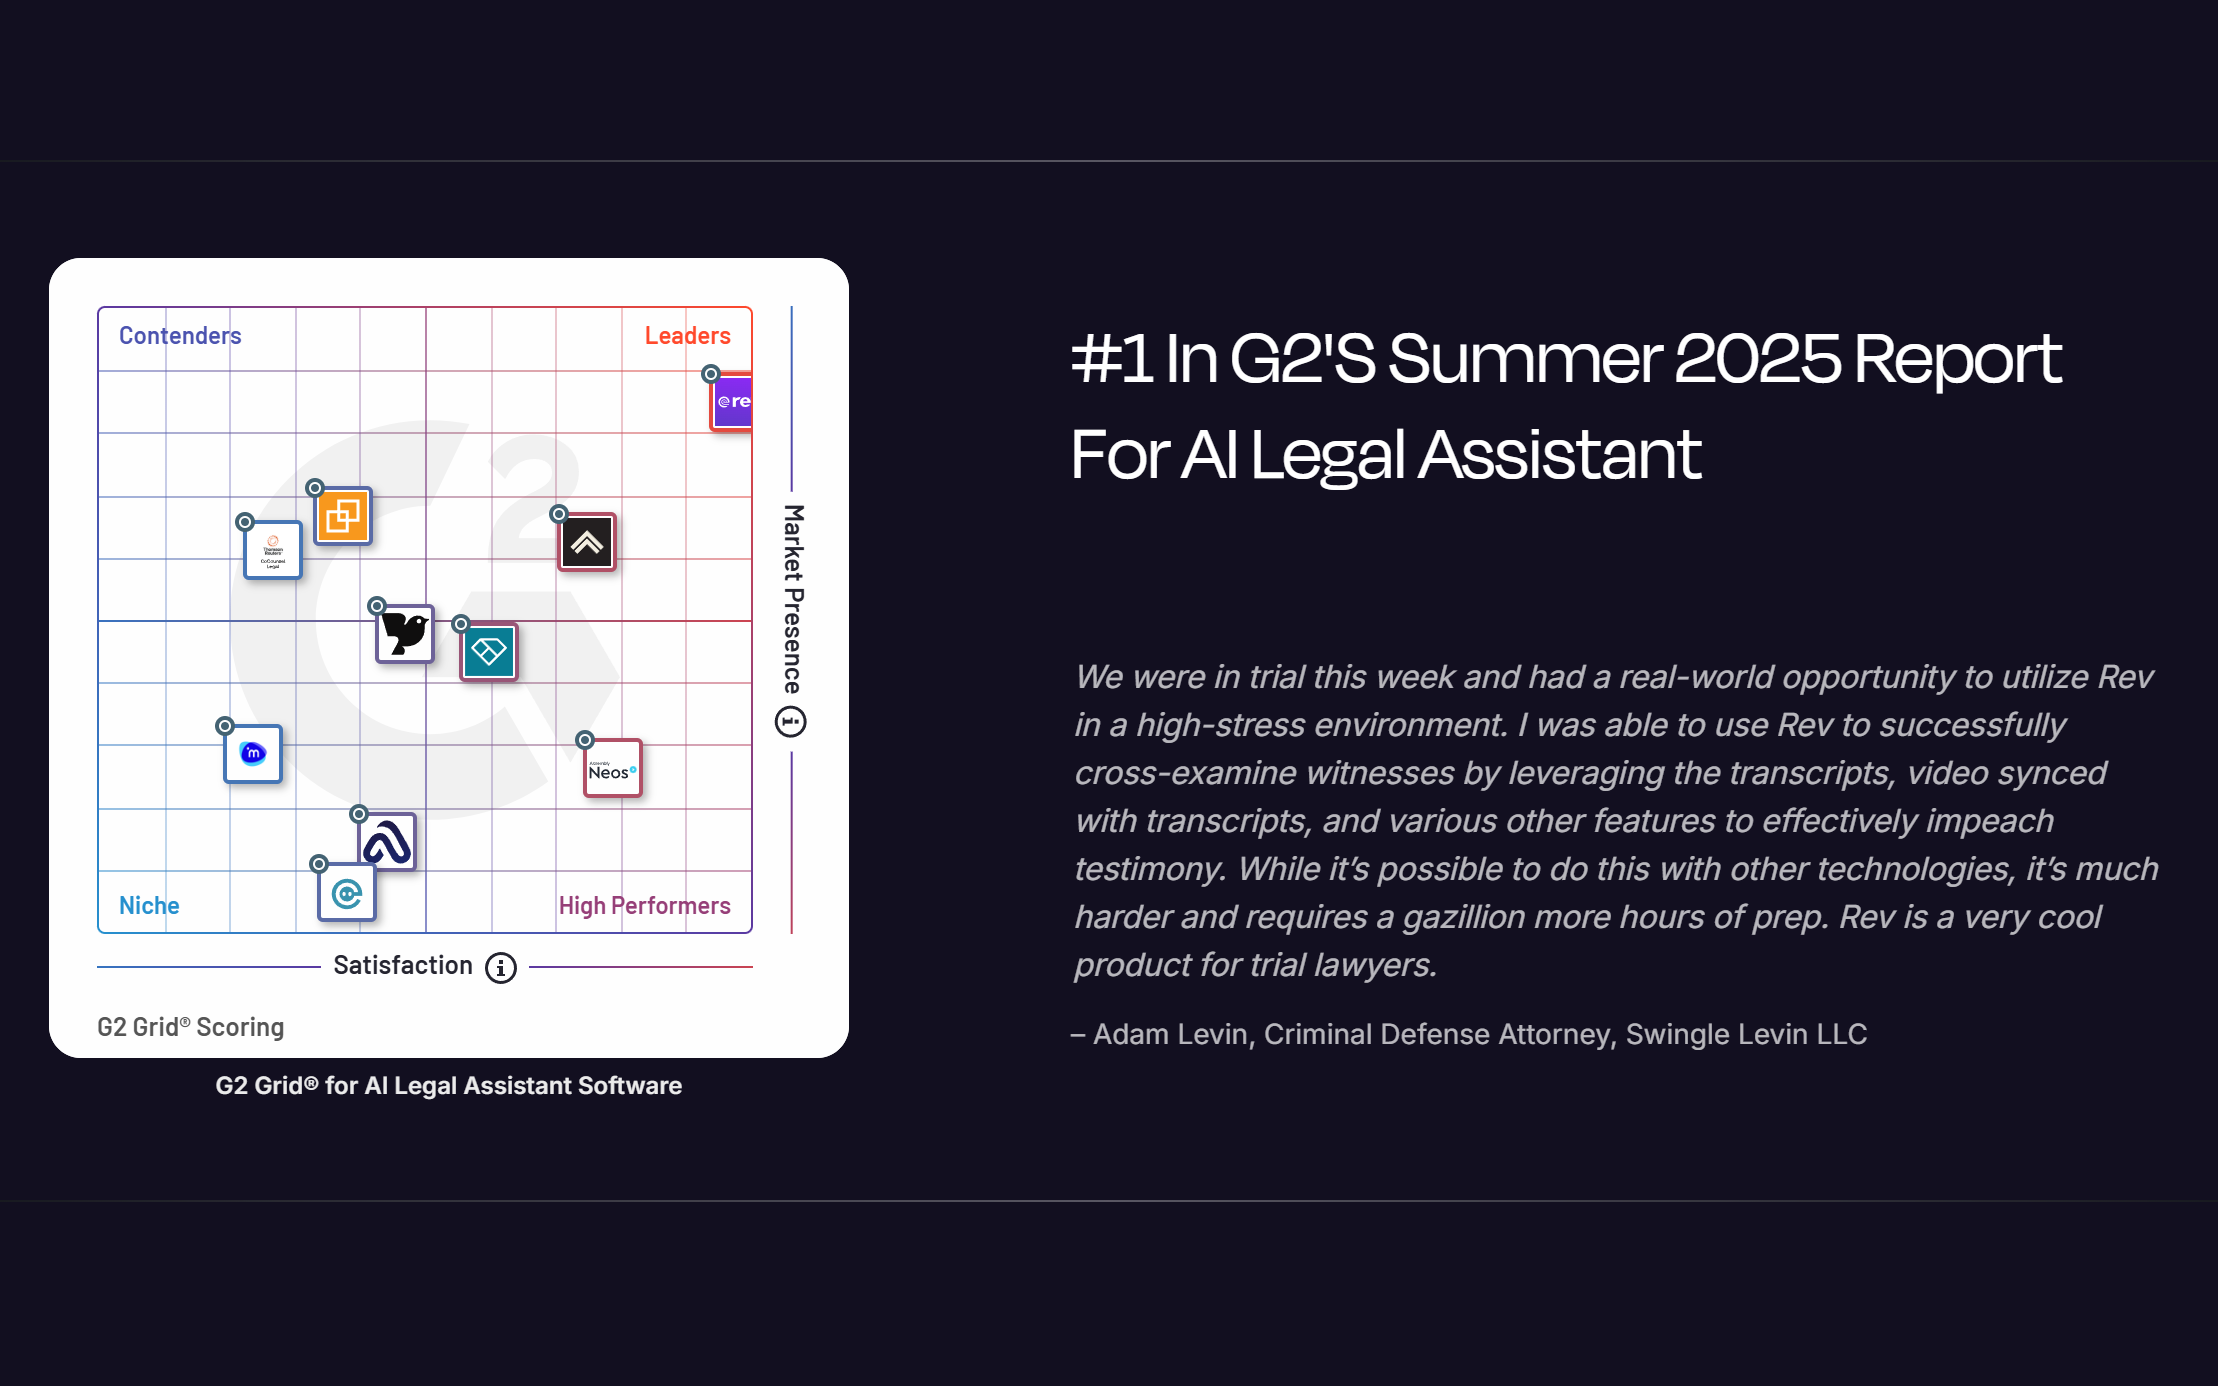 Contenders
Leaders
re
Thomson
Reuters
CoCounsel
Legal
m
Assembly
Neos
Niche
High Performers
Market Presence
Satisfaction
G2 Grid® Scoring
G2 Grid® for AI Legal Assistant Software
#1 In G2'S Summer 2025 Report
For AI Legal Assistant
We were in trial this week and had a real-world opportunity to utilize Rev
in a high-stress environment. I was able to use Rev to successfully
cross-examine witnesses by leveraging the transcripts, video synced
with transcripts, and various other features to effectively impeach
testimony. While it’s possible to do this with other technologies, it’s much
harder and requires a gazillion more hours of prep. Rev is a very cool
product for trial lawyers.
– Adam Levin, Criminal Defense Attorney, Swingle Levin LLC